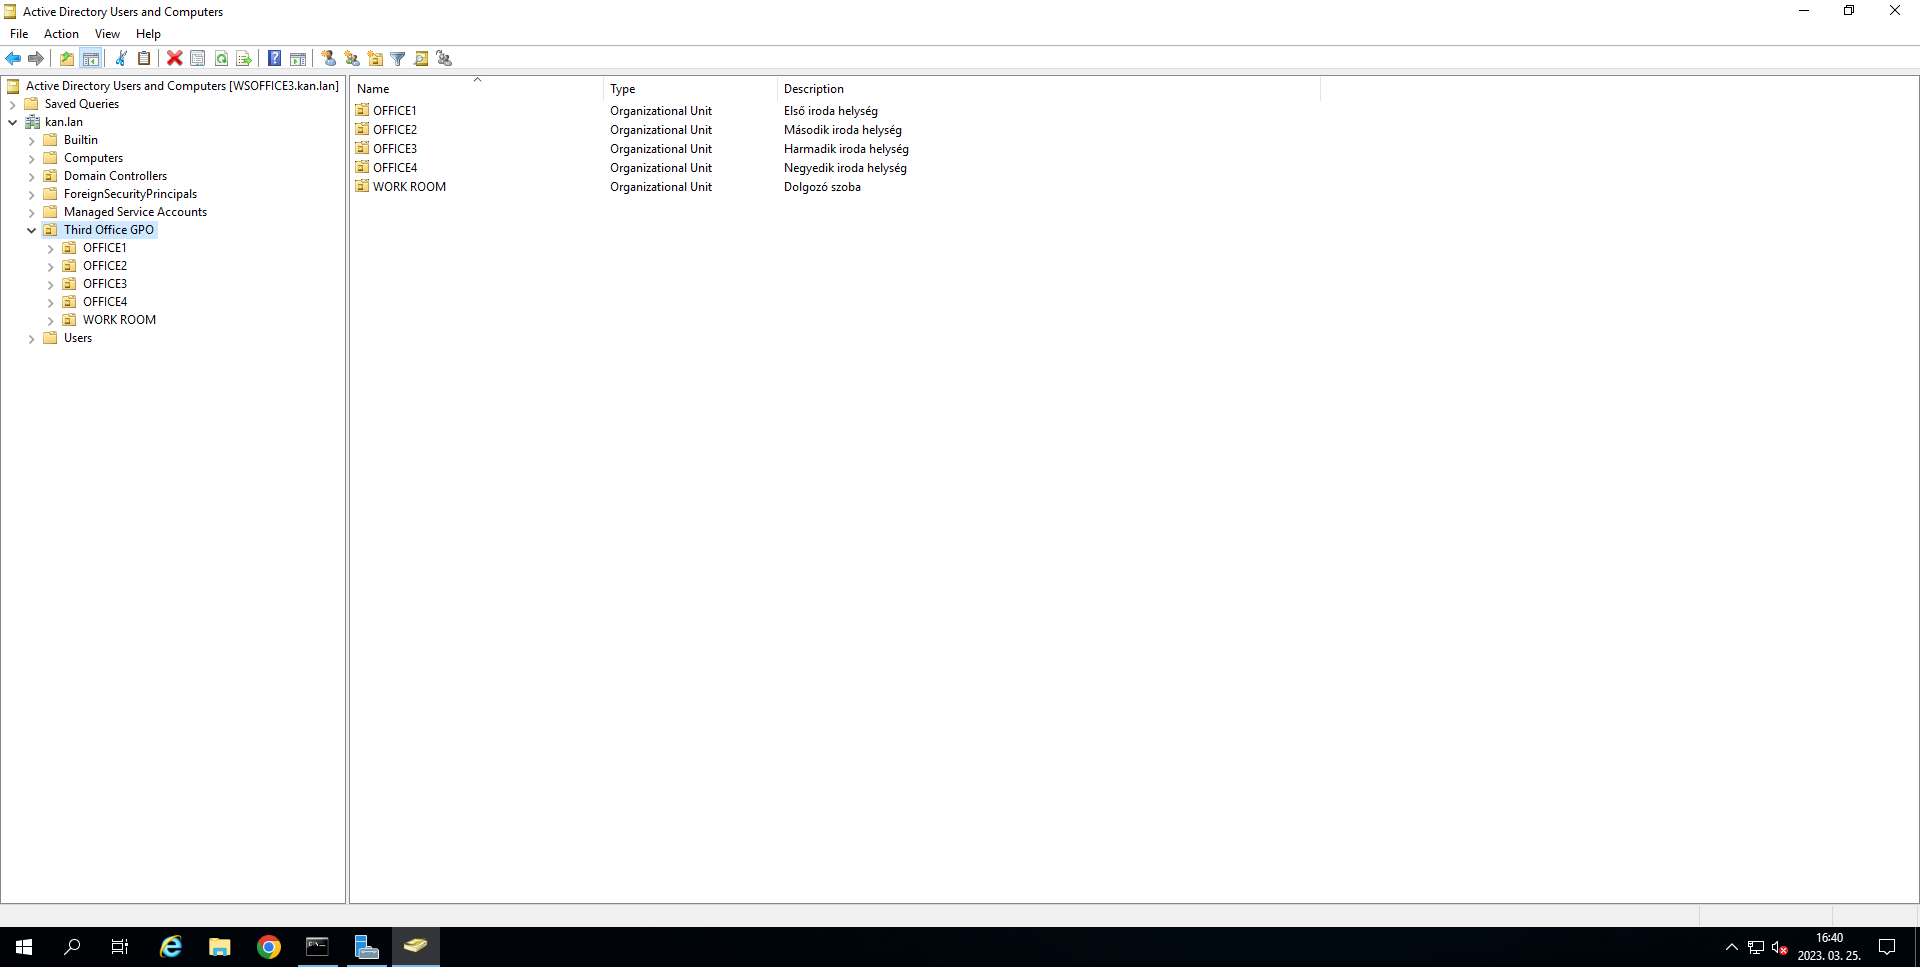 Active Directory Users and Computers
File Action View Help
Active Directory Users and Computers [WSOFFICE3.kan.lan]
Saved Queries
kan.lan
Builtin
Computers
Domain Controllers
ForeignSecurityPrincipals
Managed Service Accounts
Third Office GPO
OFFICE1
OFFICE2
OFFICE3
OFFICE4
WORK ROOM
Users
Name Type Description
OFFICE1 Organizational Unit Első iroda helység
OFFICE2 Organizational Unit Második iroda helység
OFFICE3 Organizational Unit Harmadik iroda helység
OFFICE4 Organizational Unit Negyedik iroda helység
WORK ROOM Organizational Unit Dolgozó szoba
16:40
2023. 03. 25.